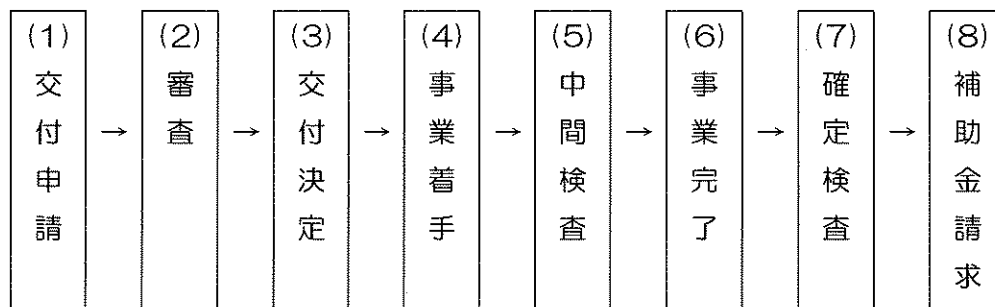 (1)交付申請
→
(2)審査
→
(3)交付決定
→
(4)事業着手
→
(5)中間検査
→
(6)事業完了
→
(7)確定検査
→
(8)補助金請求